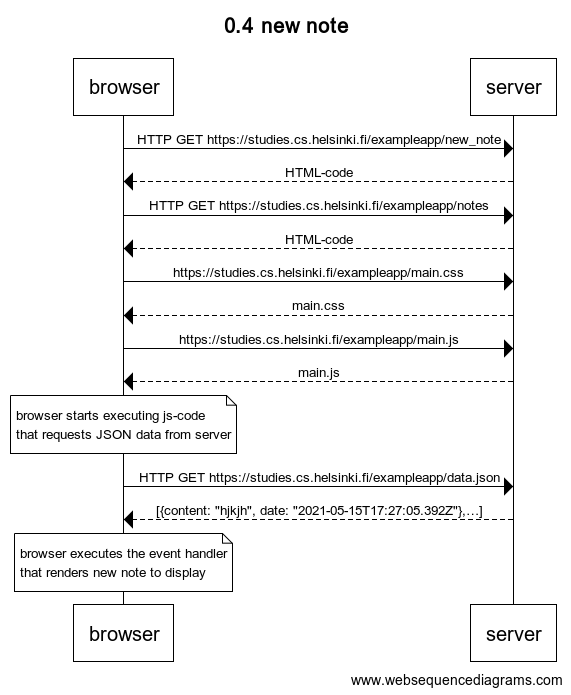 0.4 new note
browser
server
HTTP GET https://studies.cs.helsinki.fi/exampleapp/new_note
HTML-code
HTTP GET https://studies.cs.helsinki.fi/exampleapp/notes
HTML-code
https://studies.cs.helsinki.fi/exampleapp/main.css
main.css
https://studies.cs.helsinki.fi/exampleapp/main.js
main.js
browser starts executing js-code
that requests JSON data from server
HTTP GET https://studies.cs.helsinki.fi/exampleapp/data.json
[{content: "hjkjh", date: "2021-05-15T17:27:05.392Z"},…]
browser executes the event handler
that renders new note to display
browser
server
www.websequencediagrams.com